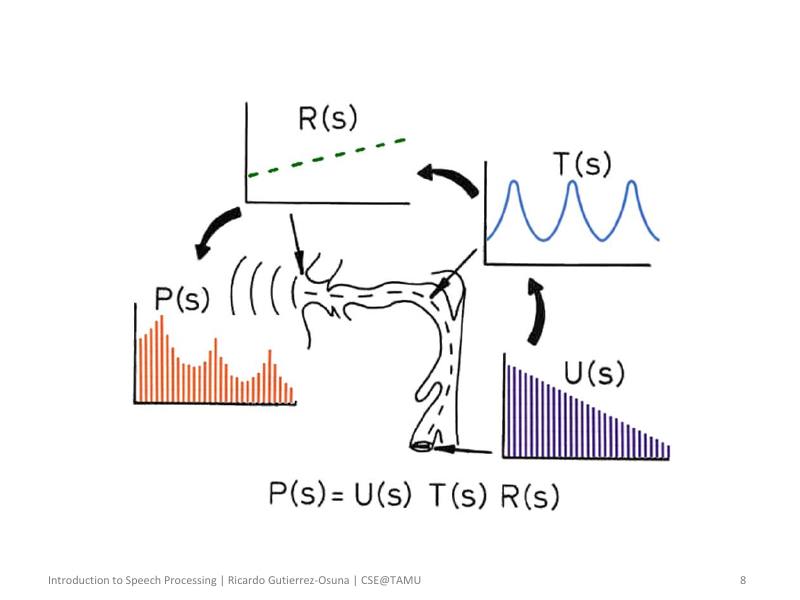 R(s)
T(s)
P(s)
U(s)
P(s)= U(s) T(s) R(s)
Introduction to Speech Processing | Ricardo Gutierrez-Osuna | CSE@TAMU
8